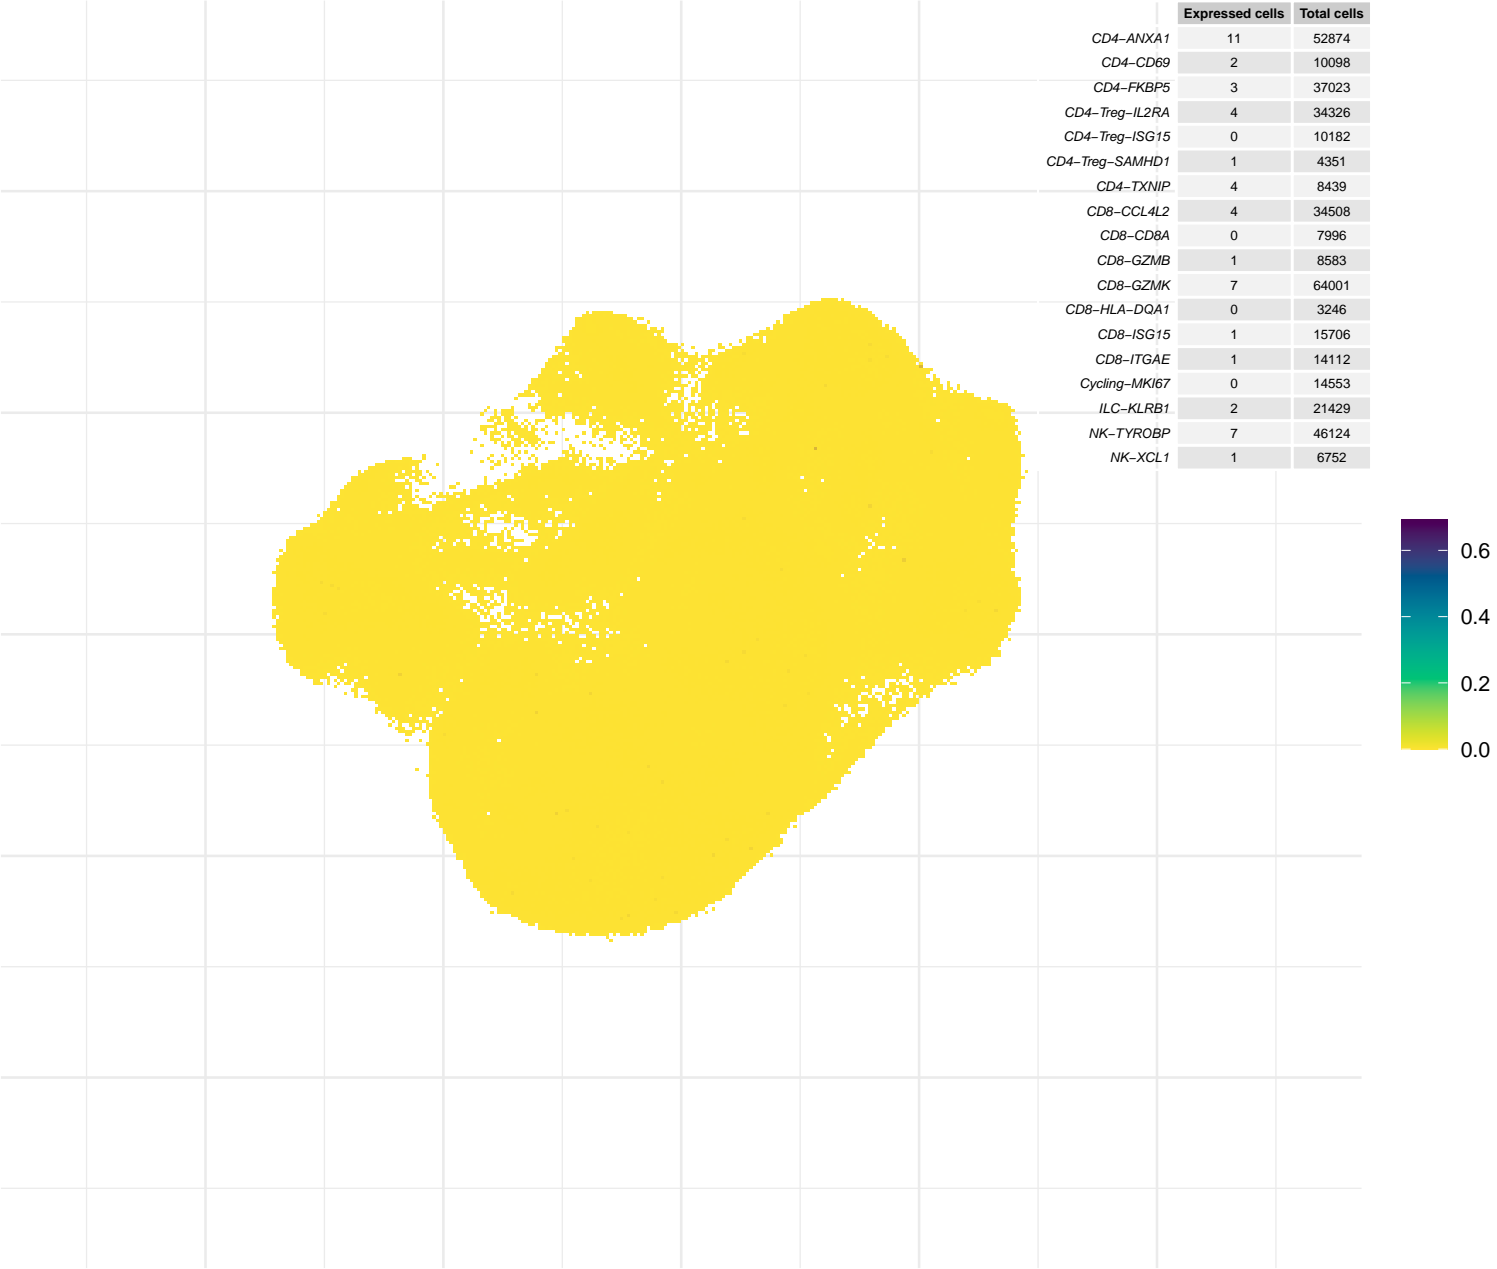 Expressed cells Total cells
CD4−ANXA1 11 52874
CD4−CD69 2 10098
CD4−FKBP5 3 37023
CD4−Treg−IL2RA 4 34326
CD4−Treg−ISG15 0 10182
CD4−Treg−SAMHD1 1 4351
CD4−TXNIP 4 8439
CD8−CCL4L2 4 34508
CD8−CD8A 0 7996
CD8−GZMB 1 8583
CD8−GZMK 7 64001
CD8−HLA−DQA1 0 3246
CD8−ISG15 1 15706
CD8−ITGAE 1 14112
Cycling−MKI67 0 14553
ILC−KLRB1 2 21429
NK−TYROBP 7 46124
NK−XCL1 1 6752
0.6
0.4
0.2
0.0